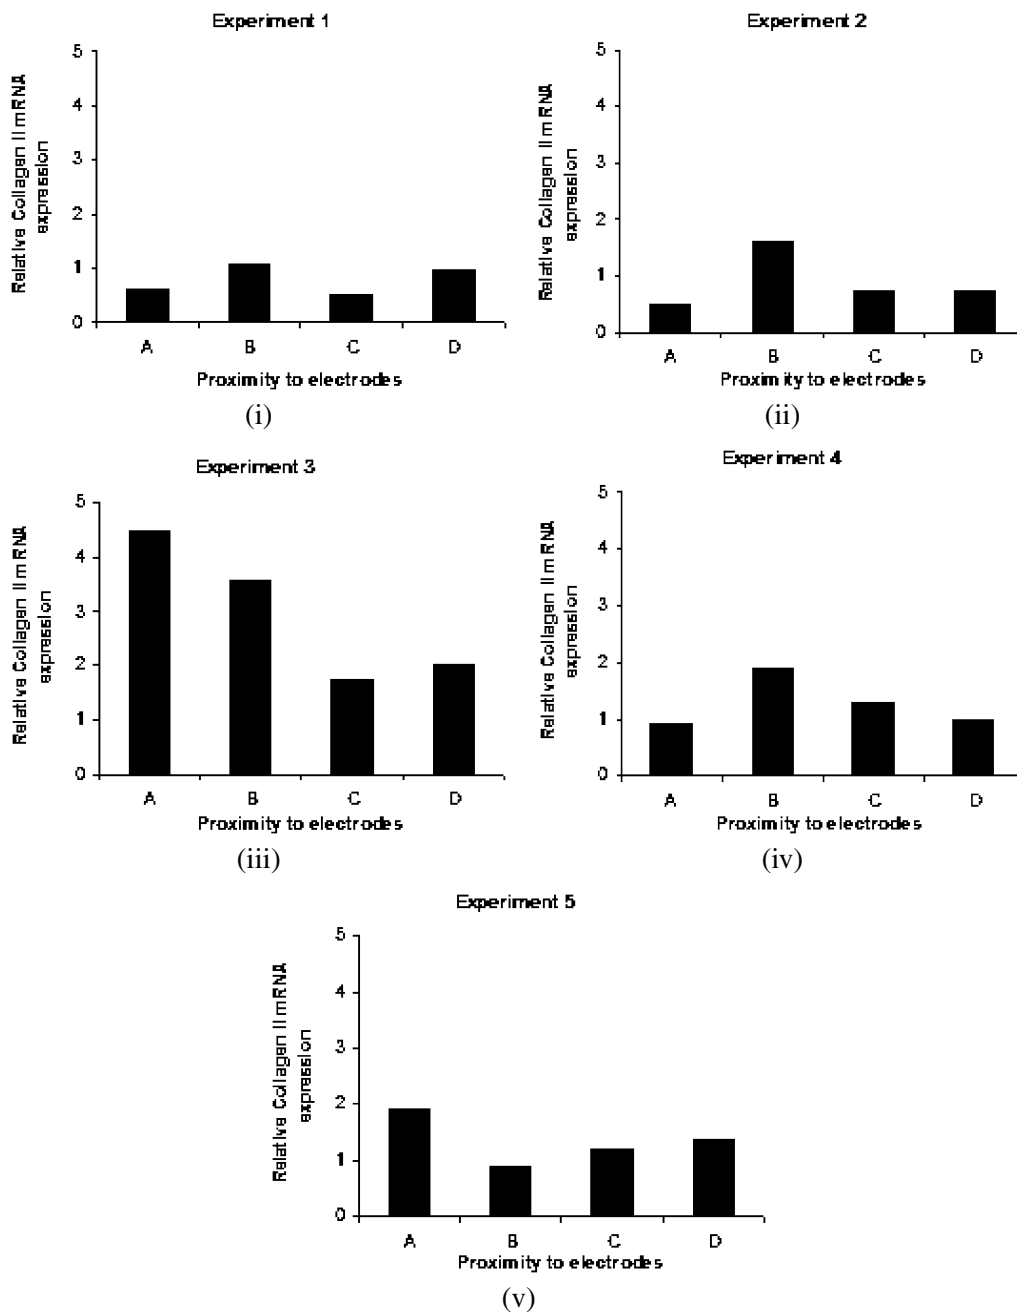 Experiment 1
Relative Collagen II mRNA
expression
5
4
3
2
1
0
A B C D
Proximity to electrodes
(i)
Experiment 2
Relative Collagen II mRNA
expression
5
4
3
2
1
0
A B C D
Proximity to electrodes
(ii)
Experiment 3
Relative Collagen II mRNA
expression
5
4
3
2
1
0
A B C D
Proximity to electrodes
(iii)
Experiment 4
Relative Collagen II mRNA
expression
5
4
3
2
1
0
A B C D
Proximity to electrodes
(iv)
Experiment 5
Relative Collagen II mRNA
expression
5
4
3
2
1
0
A B C D
Proximity to electrodes
(v)